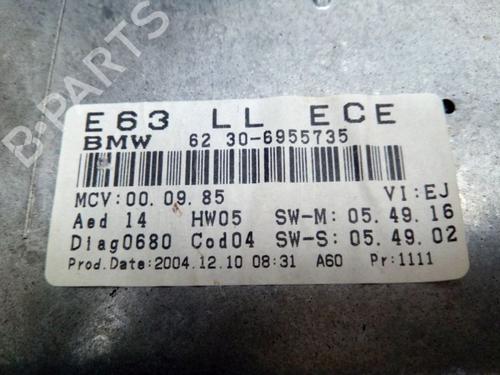 E63 LL ECE
BMW 62 30-6955735
MCV:00.09.85 VI:EJ
Aed 14 HW05 SW-M: 05.49.16
Diag0680 Cod04 SW-S: 05.49.02
Prod.Date:2004.12.10 08:31 A60 Pr:1111
B-PARTS